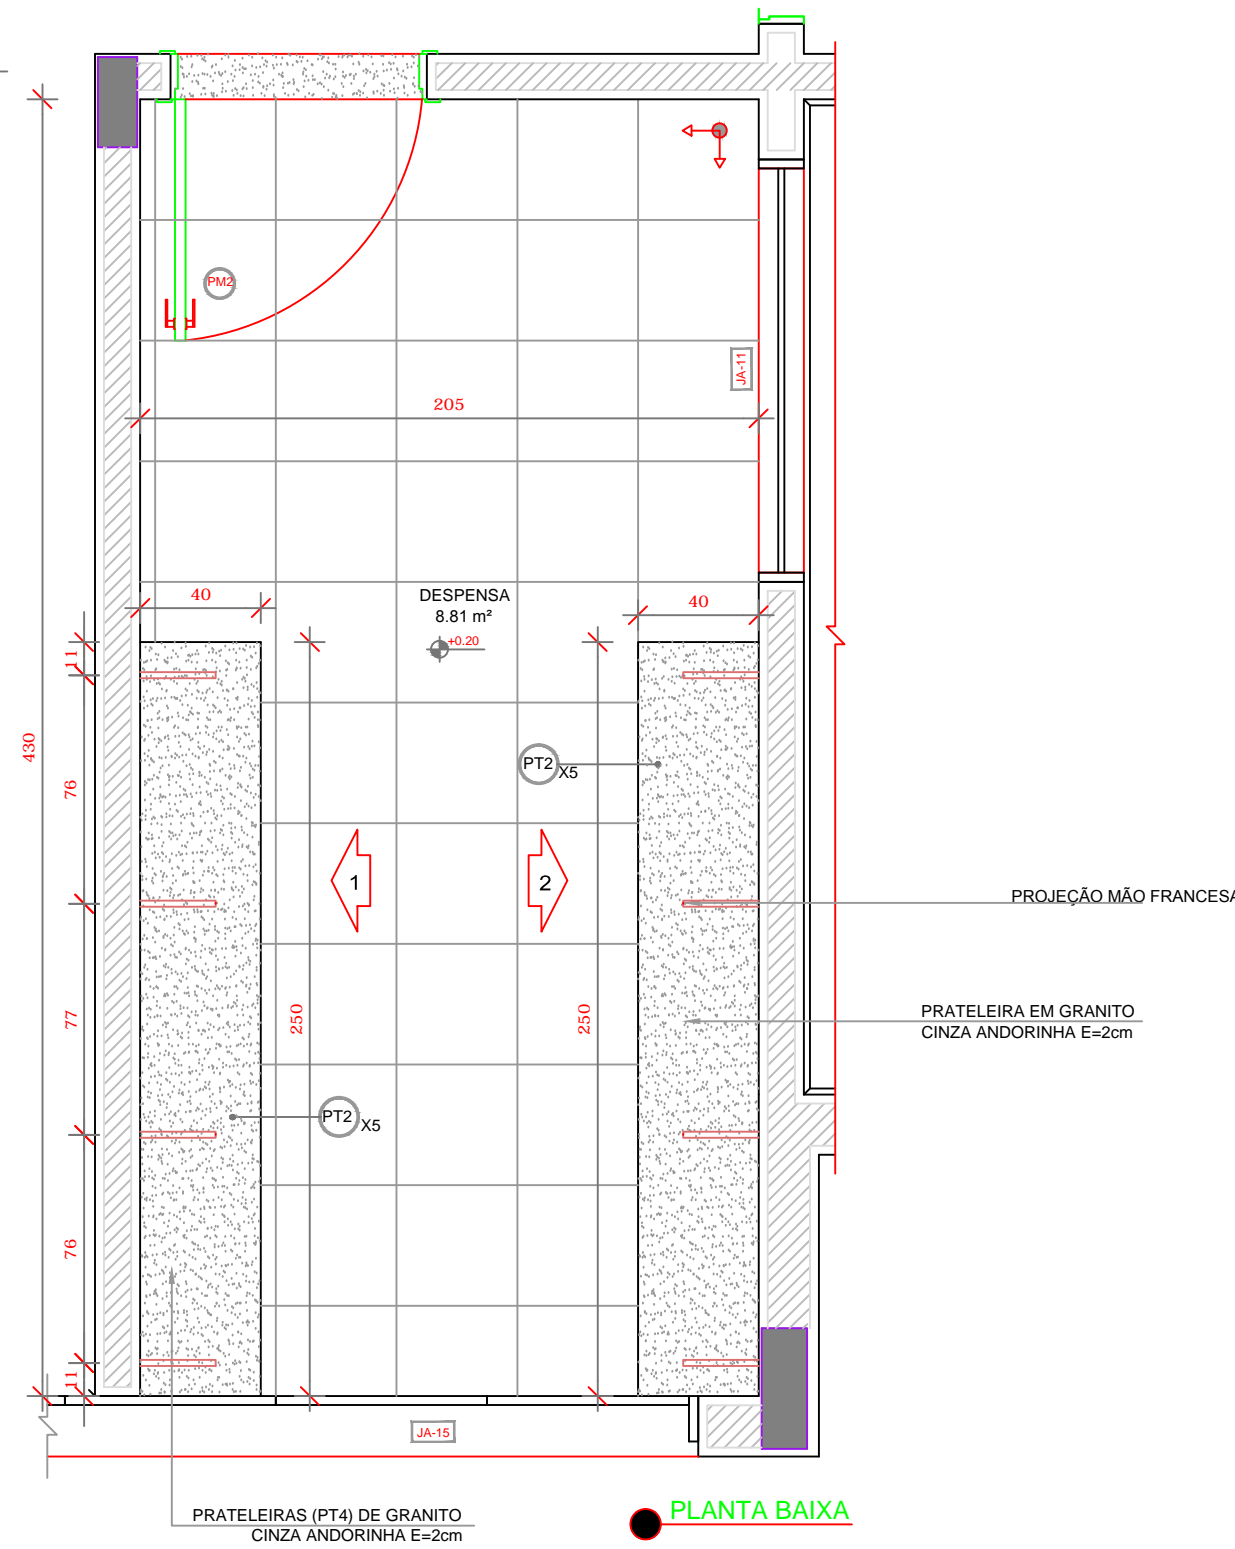 PM2
JA-11
205
40
DESPENSA
8.81 m²
+0.20
40
11
430
76
PT2
X5
1
2
PROJEÇÃO MÃO FRANCESA
77
250
250
PRATELEIRA EM GRANITO
CINZA ANDORINHA E=2cm
PT2
X5
76
11
JA-15
PRATELEIRAS (PT4) DE GRANITO
CINZA ANDORINHA E=2cm
PLANTA BAIXA